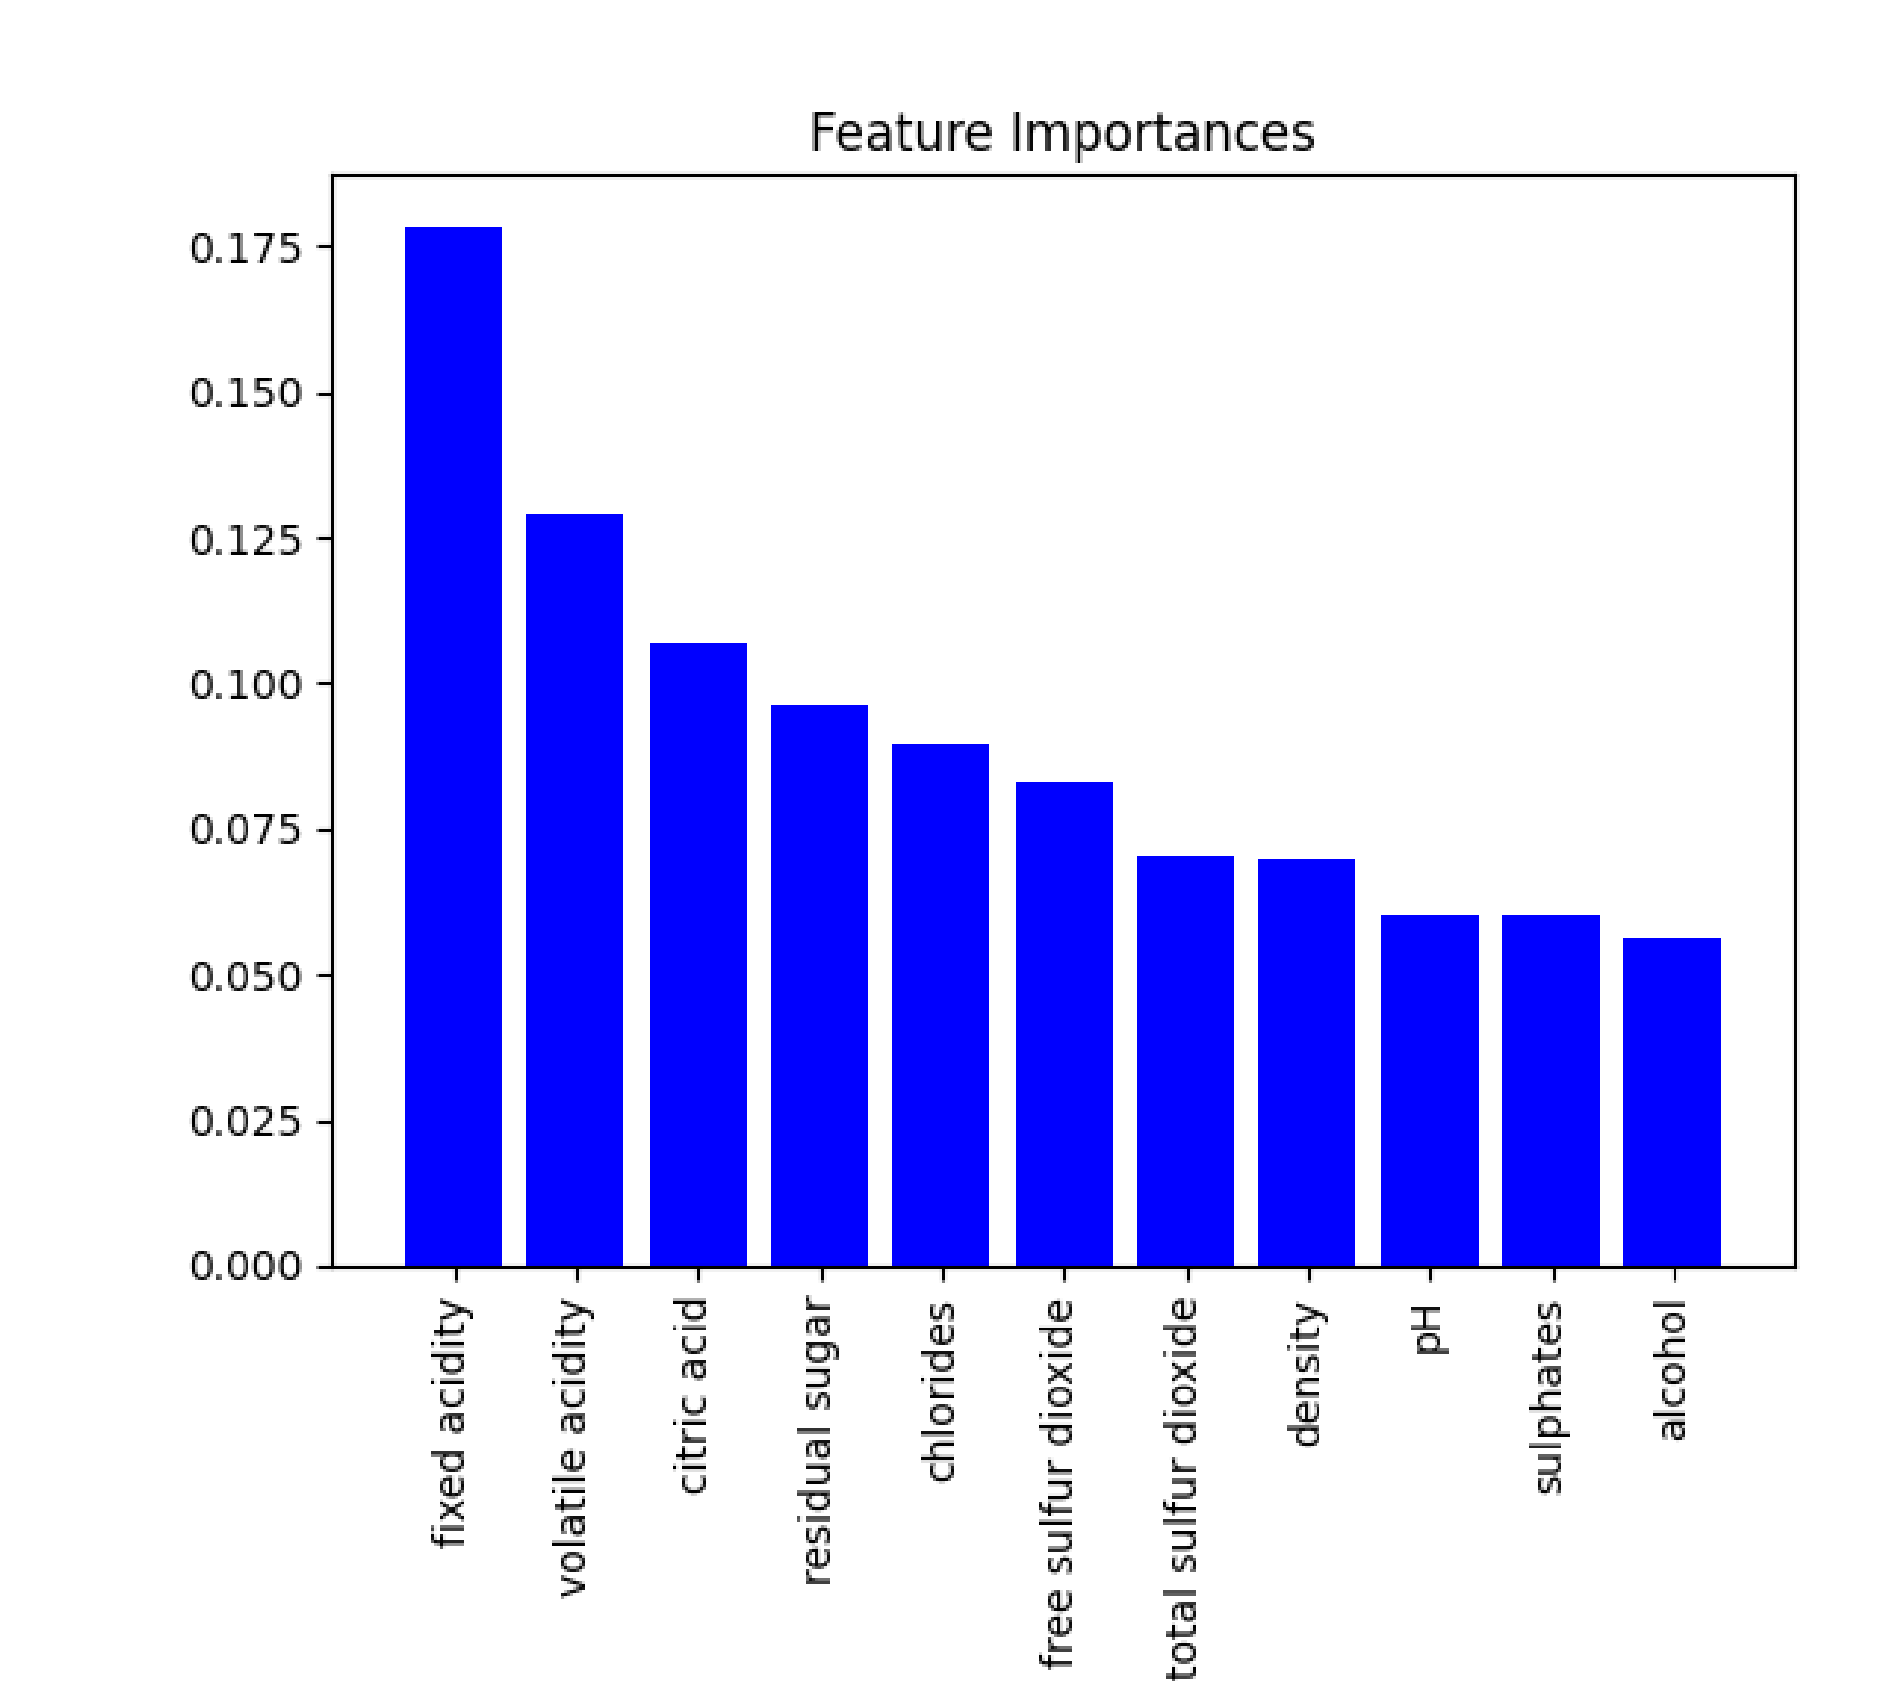 Feature Importances
0.175
0.150
0.125
0.100
0.075
0.050
0.025
0.000
fixed acidity
volatile acidity
citric acid
residual sugar
chlorides
free sulfur dioxide
total sulfur dioxide
density
pH
sulphates
alcohol